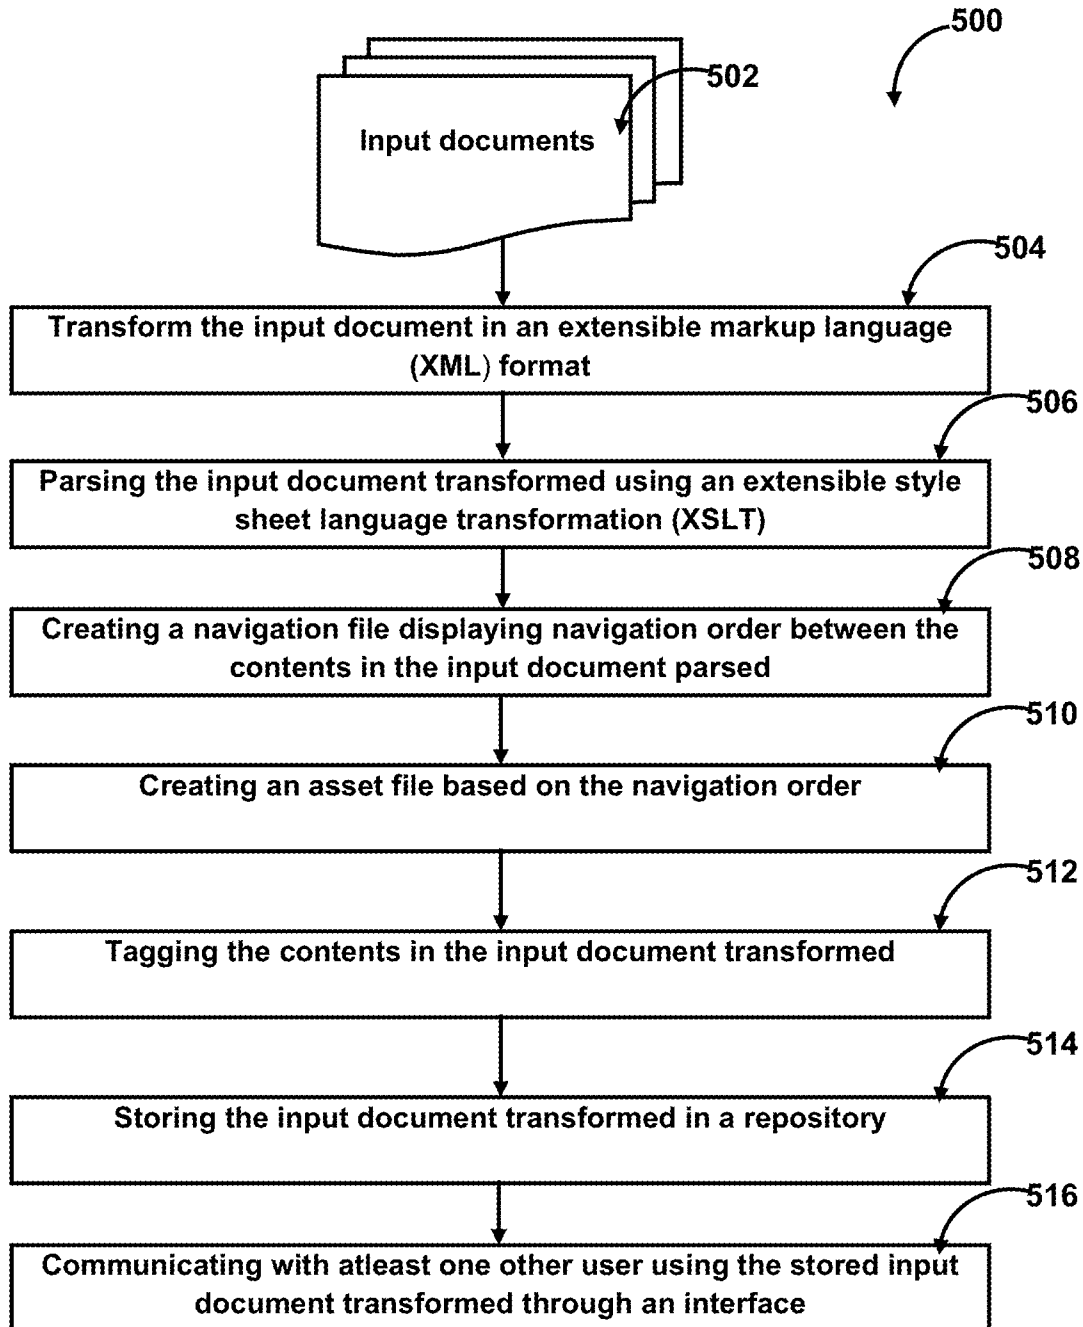 500
502
Input documents
504
Transform the input document in an extensible markup language
(XML) format
506
Parsing the input document transformed using an extensible style
sheet language transformation (XSLT)
508
Creating a navigation file displaying navigation order between the
contents in the input document parsed
510
Creating an asset file based on the navigation order
512
Tagging the contents in the input document transformed
514
Storing the input document transformed in a repository
516
Communicating with atleast one other user using the stored input
document transformed through an interface